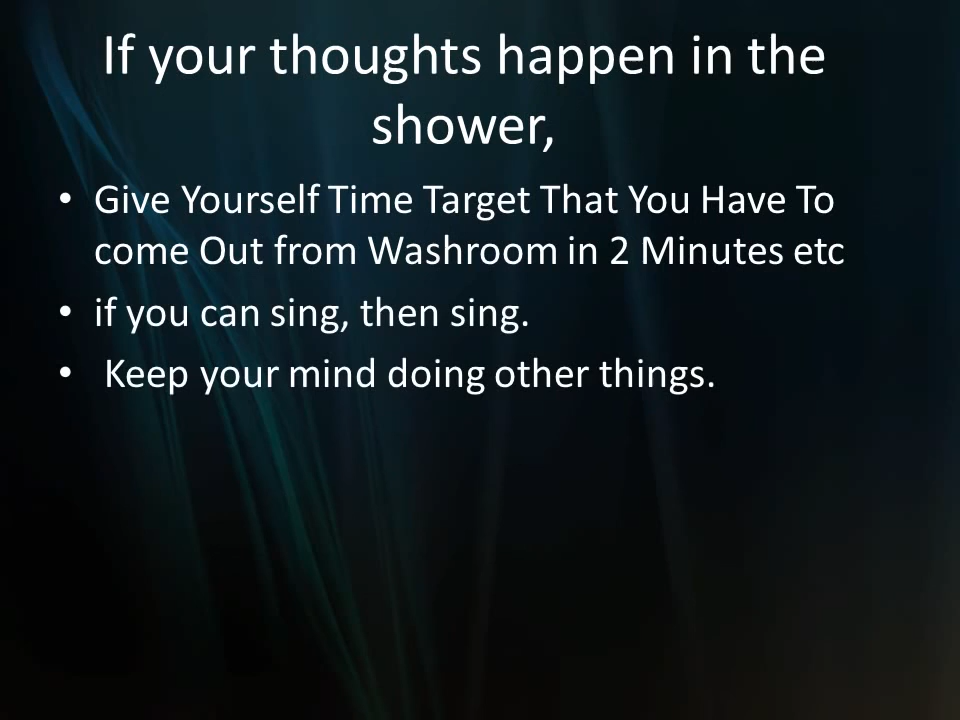 If your thoughts happen in the
shower,
• Give Yourself Time Target That You Have To
come Out from Washroom in 2 Minutes etc
• if you can sing, then sing.
• Keep your mind doing other things.